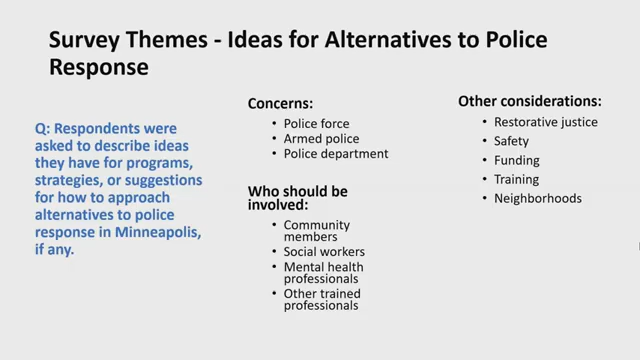 Survey Themes - Ideas for Alternatives to Police
Response
Q: Respondents were
asked to describe ideas
they have for programs,
strategies, or suggestions
for how to approach
alternatives to police
response in Minneapolis,
if any.
Concerns:
• Police force
• Armed police
• Police department
Who should be
involved:
• Community
members
• Social workers
• Mental health
professionals
• Other trained
professionals
Other considerations:
• Restorative justice
• Safety
• Funding
• Training
• Neighborhoods